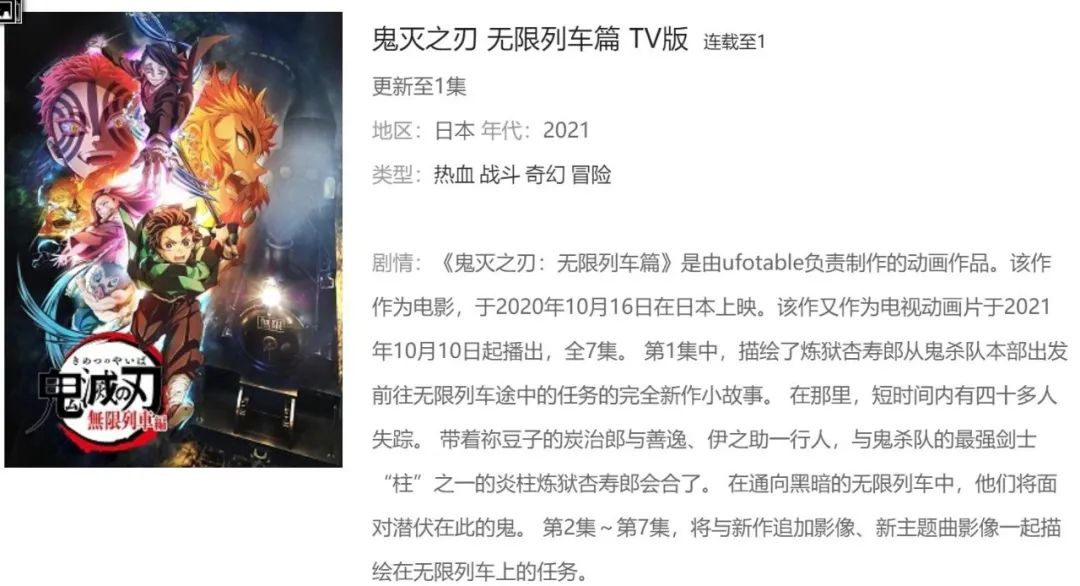 鬼灭之刃 无限列车篇 TV版 连载至1
更新至1集
地区：日本 年代：2021
类型：热血 战斗 奇幻 冒险
剧情：《鬼灭之刃：无限列车篇》是由ufotable负责制作的动画作品。该作
作为电影，于2020年10月16日在日本上映。该作又作为电视动画片于2021
年10月10日起播出，全7集。 第1集中，描绘了炼狱杏寿郎从鬼杀队本部出发
前往无限列车途中的任务的完全新作小故事。 在那里，短时间内有四十多人
失踪。 带着祢豆子的炭治郎与善逸、伊之助一行人，与鬼杀队的最强剑士
“柱”之一的炎柱炼狱杏寿郎会合了。 在通向黑暗的无限列车中，他们将面
对潜伏在此的鬼。 第2集～第7集，将与新作追加影像、新主题曲影像一起描
绘在无限列车上的任务。
無限
きめつのやいば
鬼滅の刃
無限列車編